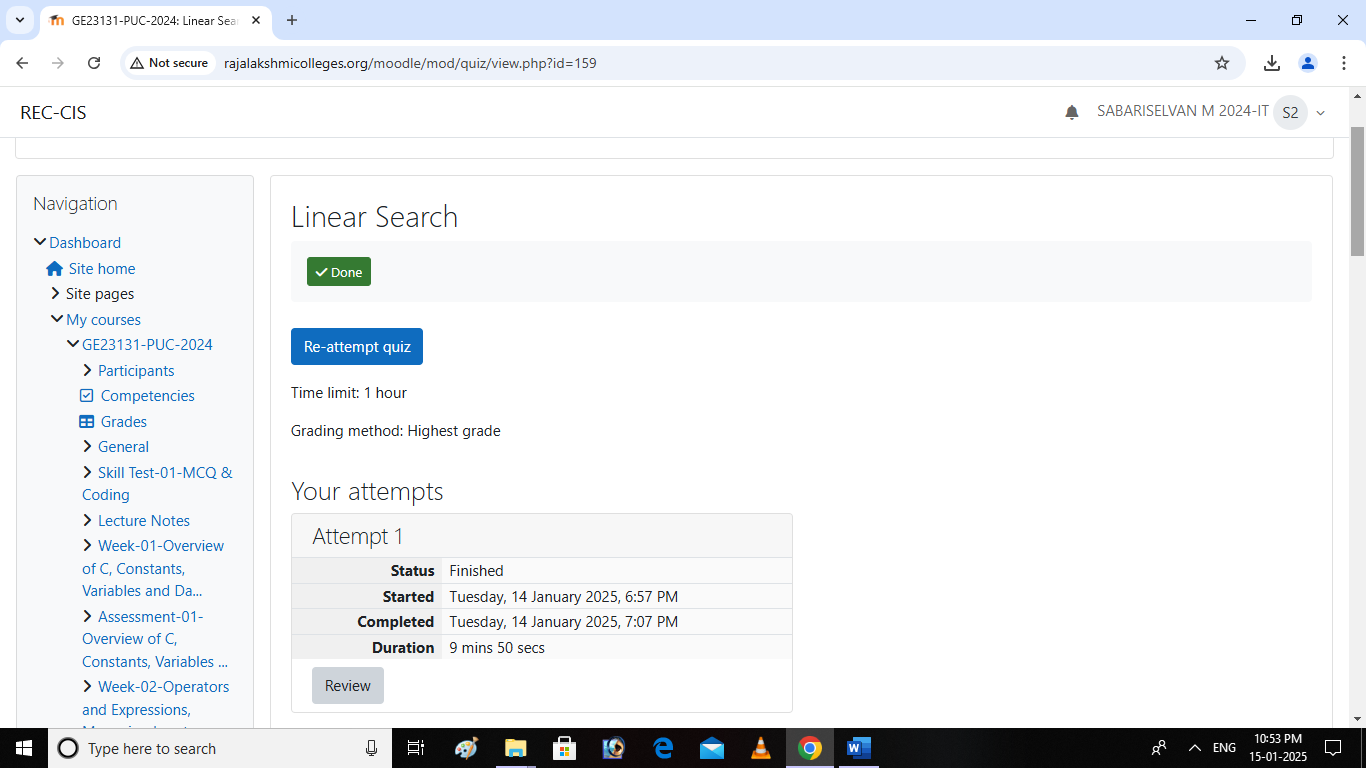 GE23131-PUC-2024: Linear Sea
Not secure
rajalakshmicolleges.org/moodle/mod/quiz/view.php?id=159
REC-CIS
SABARISELVAN M 2024-IT
S2
Navigation
Dashboard
Site home
Site pages
My courses
GE23131-PUC-2024
Participants
Competencies
Grades
General
Skill Test-01-MCQ &
Coding
Lecture Notes
Week-01-Overview
of C, Constants,
Variables and Da...
Assessment-01-
Overview of C,
Constants, Variables ...
Week-02-Operators
and Expressions,
Linear Search
Done
Re-attempt quiz
Time limit: 1 hour
Grading method: Highest grade
Your attempts
Attempt 1
Status Finished
Started Tuesday, 14 January 2025, 6:57 PM
Completed Tuesday, 14 January 2025, 7:07 PM
Duration 9 mins 50 secs
Review
Type here to search
ENG
10:53 PM
15-01-2025